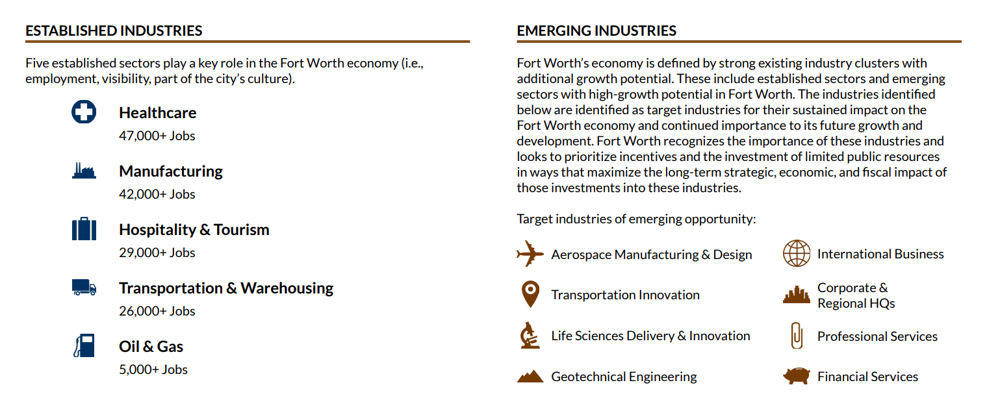 ESTABLISHED INDUSTRIES
Five established sectors play a key role in the Fort Worth economy (i.e.,
employment, visibility, part of the city’s culture).
Healthcare
47,000+ Jobs
Manufacturing
42,000+ Jobs
Hospitality & Tourism
29,000+ Jobs
Transportation & Warehousing
26,000+ Jobs
Oil & Gas
5,000+ Jobs
EMERGING INDUSTRIES
Fort Worth’s economy is defined by strong existing industry clusters with
additional growth potential. These include established sectors and emerging
sectors with high-growth potential in Fort Worth. The industries identified
below are identified as target industries for their sustained impact on the
Fort Worth economy and continued importance to its future growth and
development. Fort Worth recognizes the importance of these industries and
looks to prioritize incentives and the investment of limited public resources
in ways that maximize the long-term strategic, economic, and fiscal impact of
those investments into these industries.
Target industries of emerging opportunity:
Aerospace Manufacturing & Design
Transportation Innovation
Life Sciences Delivery & Innovation
Geotechnical Engineering
International Business
Corporate &
Regional HQs
Professional Services
Financial Services